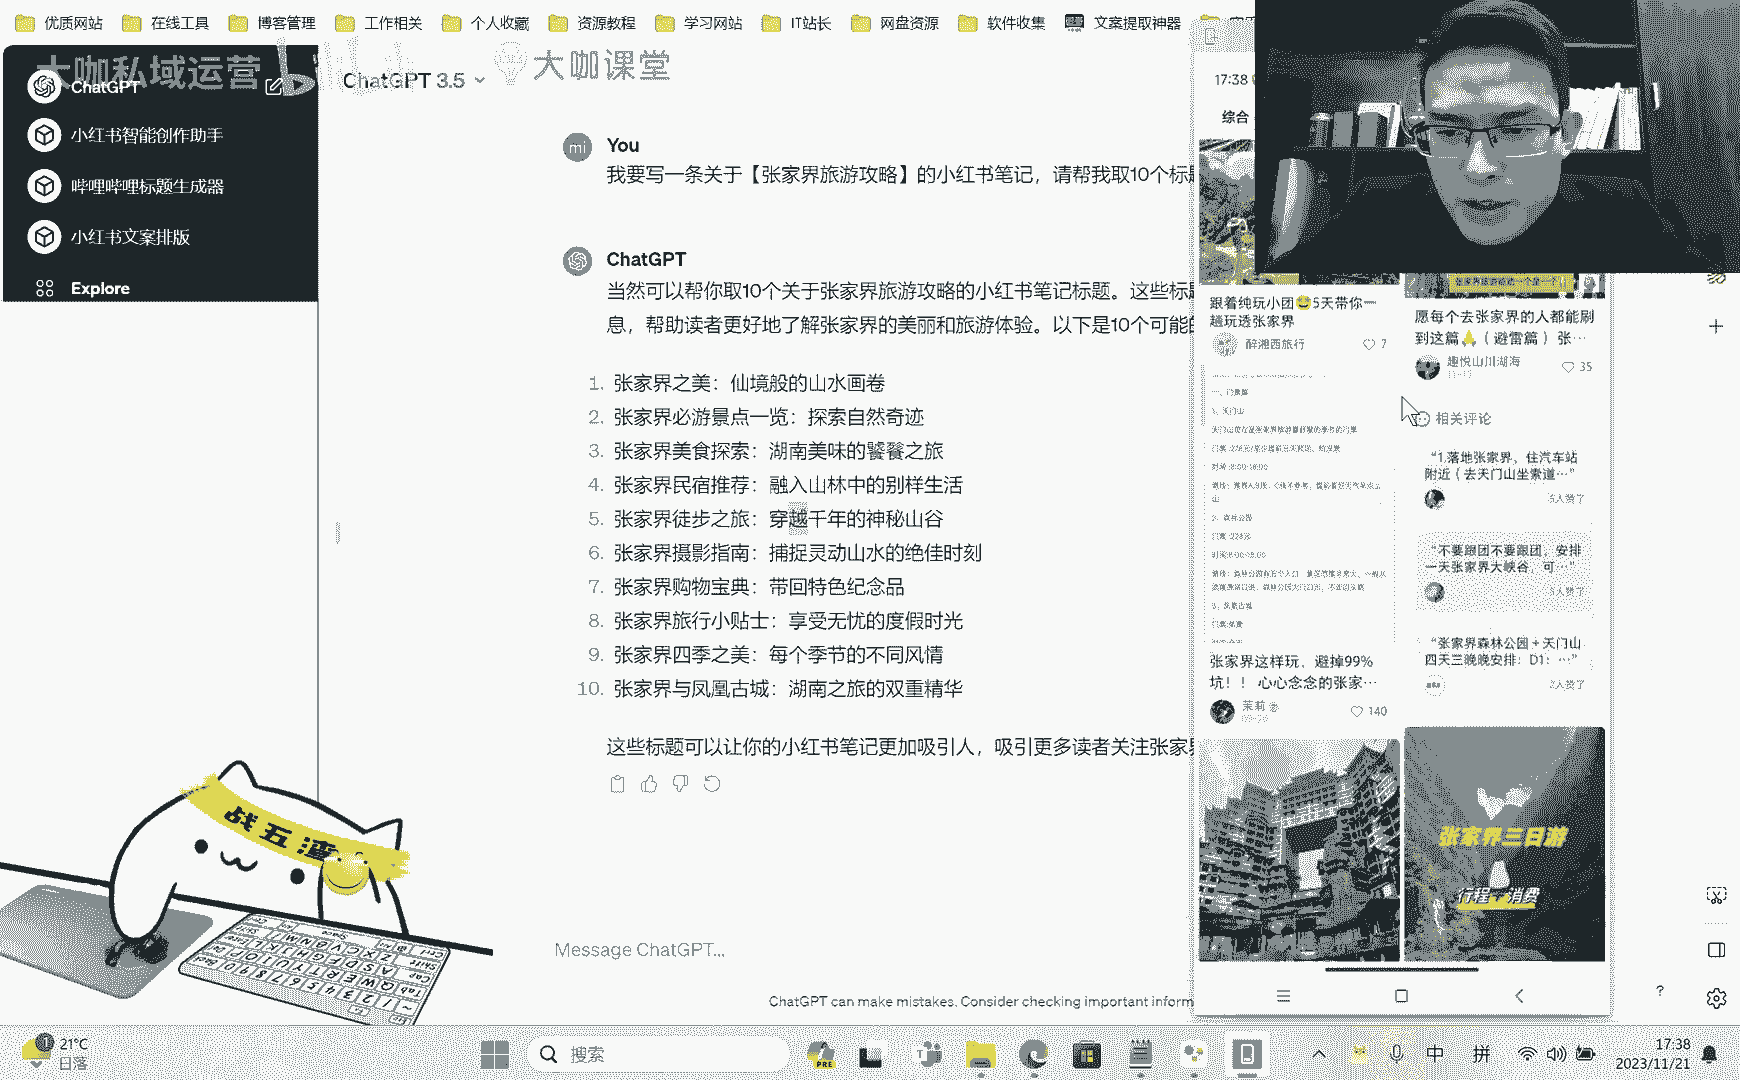 优质网站
在线工具
博客管理
工作相关
个人收藏
资源教程
学习网站
IT站长
网盘资源
软件收集
文案提取神器
大咖私域运营
大咖课堂
ChatGPT
小红书智能创作助手
哔哩哔哩标题生成器
小红书文案排版
Explore
ChatGPT 3.5
mi
You
我要写一条关于【张家界旅游攻略】的小红书笔记，请帮我取10个标题
ChatGPT
当然可以帮你取10个关于张家界旅游攻略的小红书笔记标题。这些标题
息，帮助读者更好地了解张家界的美丽和旅游体验。以下是10个可能的
1. 张家界之美：仙境般的山水画卷
2. 张家界必游景点一览：探索自然奇迹
3. 张家界美食探索：湖南美味的饕餮之旅
4. 张家界民宿推荐：融入山林中的别样生活
5. 张家界徒步之旅：穿越千年的神秘山谷
6. 张家界摄影指南：捕捉灵动山水的绝佳时刻
7. 张家界购物宝典：带回特色纪念品
8. 张家界旅行小贴士：享受无忧的度假时光
9. 张家界四季之美：每个季节的不同风情
10. 张家界与凤凰古城：湖南之旅的双重精华
这些标题可以让你的小红书笔记更加吸引人，吸引更多读者关注张家界
Message ChatGPT...
ChatGPT can make mistakes. Consider checking important inform
17:38
综合
跟着纯玩小团😆5天带你一
趟玩透张家界
醉湘西旅行
7
张家界这样玩，避掉99%
坑！！ 心心念念的张家…
茉莉
140
愿每个去张家界的人都能刷
到这篇🙏（避雷篇）张…
趣悦山川湖海
35
相关评论
“1.落地张家界，住汽车站
附近（去天门山坐索道…”
“不要跟团不要跟团，安排
一天张家界大峡谷，可…”
“张家界森林公园+天门山
四天三晚晚安排：D1：…”
2人赞了
张家界三日游
行程+消费
21°C
日落
搜索
PRE
中
拼
17:38
2023/11/21